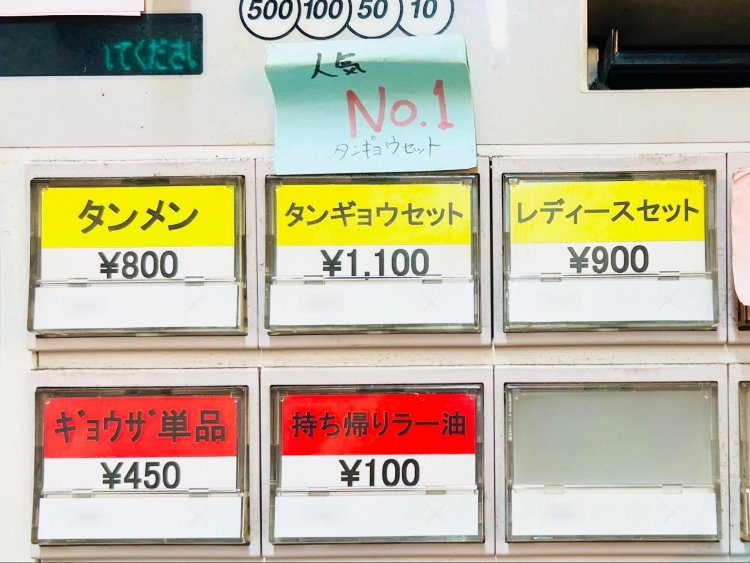 500 100 50 10
てください
人気
No.1
タンギョウセット
タンメン
¥800
タンギョウセット
¥1,100
レディースセット
¥900
ギョウザ単品
¥450
持ち帰りラー油
¥100